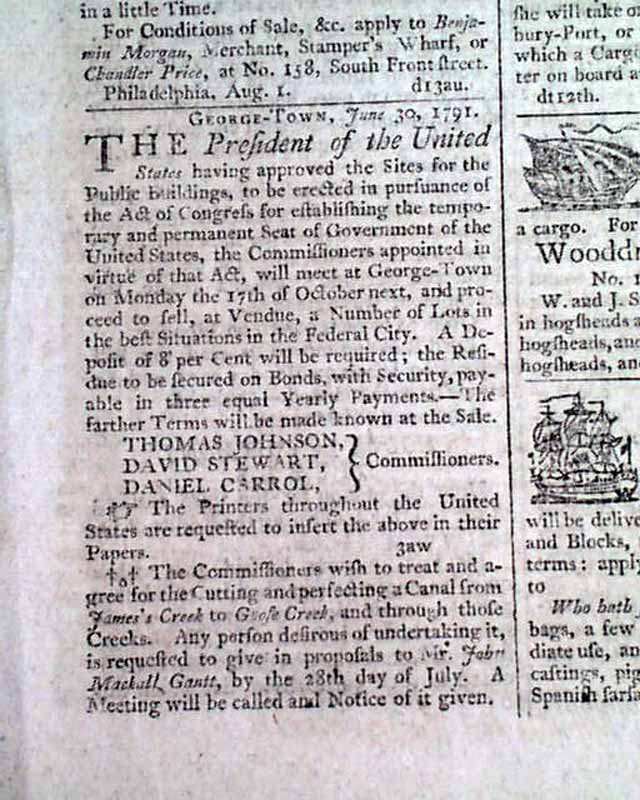 in a little Time.
For Conditions of Sale, &c. apply to Benja-
min Morgan, Merchant, Stamper's Wharf, or
Chandler Price, at No. 158, South Front ſtreet.
Philadelphia, Aug. 1. d13au.
GEORGE-TOWN, June 30, 1791.
THE Preſident of the United
States having approved the Sites for the
Public Buildings, to be erected in purſuance of
the Act of Congreſs for eſtabliſhing the tempo-
rary and permanent Seat of Government of the
United States, the Commiſſioners appointed in
virtue of that Act, will meet at George-Town
on Monday the 17th of October next, and pro-
ceed to ſell, at Vendue, a Number of Lots in
the beſt Situations in the Federal City. A De-
poſit of 8 per Cent will be required; the Reſi-
due to be ſecured on Bonds, with Security, pay-
able in three equal Yearly Payments.—The
farther Terms will be made known at the Sale.
THOMAS JOHNSON,
DAVID STEWART, Commiſſioners.
DANIEL CARROL,
☞ The Printers throughout the United
States are requeſted to inſert the above in their
Papers. 3aw
††† The Commiſſioners wiſh to treat and a-
gree for the Cutting and perfecting a Canal from
James's Creek to Gooſe Creek, and through thoſe
Creeks. Any perſon deſirous of undertaking it,
is requeſted to give in propoſals to Mr. John
Mackall Gantt, by the 28th day of July. A
Meeting will be called and Notice of it given.
ſhe will take o
bury-Port, or
which a Cargo
ter on board a
dt12th.
a cargo. For
Wooddr
No. 1
W. and J. S
in hogſheads a
hogſheads, and
hogſheads, and
will be delive
and Blocks,
terms: apply
to
Who hath
bags, a few
diate uſe, an
caſtings, pig
Spaniſh ſarſa